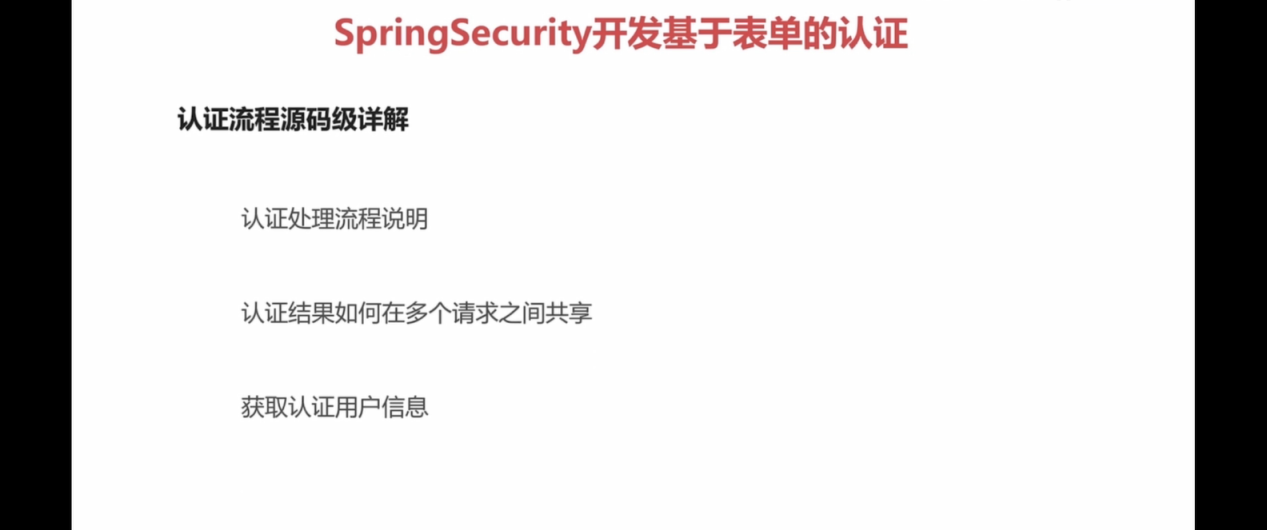 SpringSecurity开发基于表单的认证
认证流程源码级详解
认证处理流程说明
认证结果如何在多个请求之间共享
获取认证用户信息